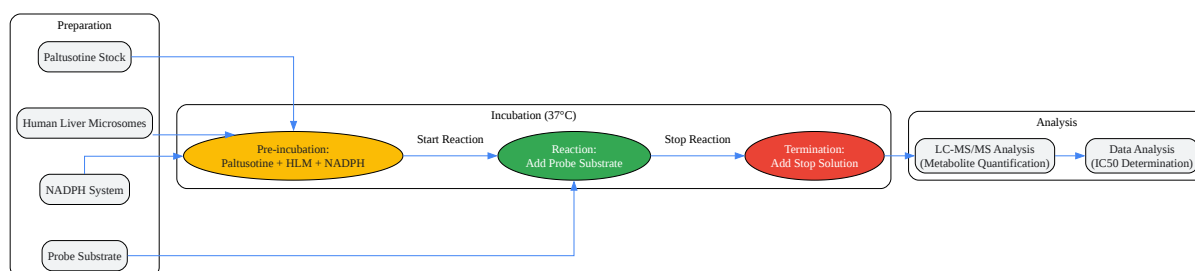 Preparation
Paltusotine Stock
Human Liver Microsomes
NADPH System
Probe Substrate
Incubation (37°C)
Pre-incubation:
Paltusotine + HLM + NADPH
Start Reaction
Reaction:
Add Probe Substrate
Stop Reaction
Termination:
Add Stop Solution
Analysis
LC-MS/MS Analysis
(Metabolite Quantification)
Data Analysis
(IC50 Determination)